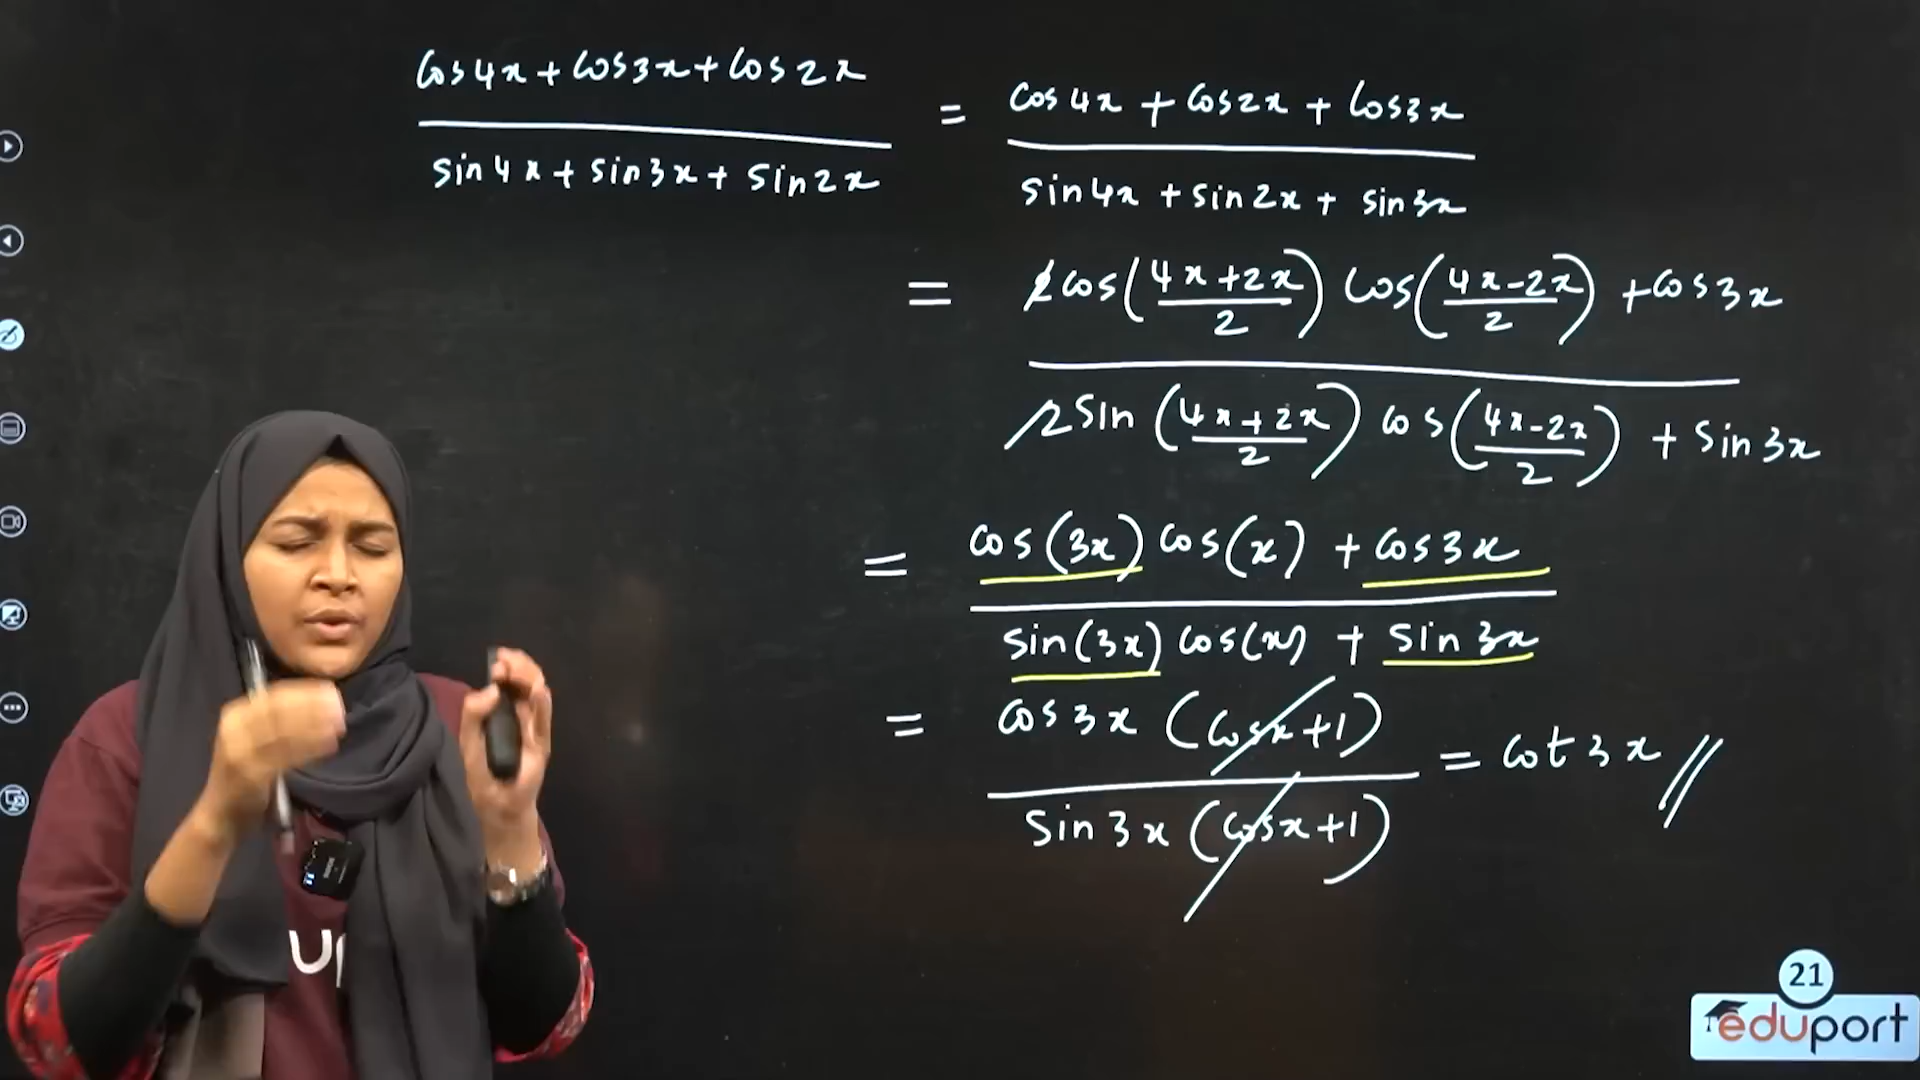 cos4x + cos3x + cos2x
sin4x + sin3x + sin2x
= cos4x + cos2x + cos3x
sin4x + sin2x + sin3x
= 2cos(4x+2x/2) cos(4x-2x/2) + cos3x
2sin(4x+2x/2) cos(4x-2x/2) + sin3x
= cos(3x) cos(x) + cos3x
sin(3x) cos(x) + sin3x
= cos3x (cosx+1)
sin3x (cosx+1)
= cot3x //
21
eduport